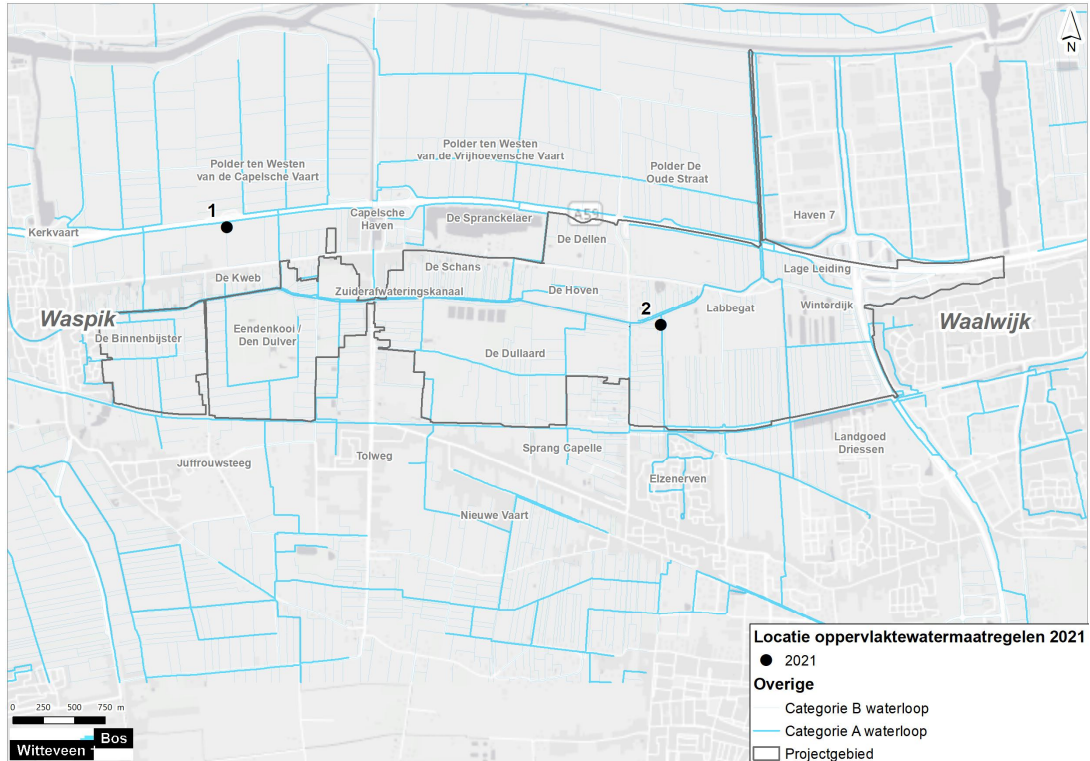 N
Polder ten Westen
van de Vrijhoevensche Vaart
Polder ten Westen
van de Capelsche Vaart
Polder De
Oude Straat
1
Capelsche
Haven
De Spranckelaer
A59
Haven 7
Kerkvaart
De Dellen
De Kweb
De Schans
Lage Leiding
Zuiderafwateringskanaal
De Hoven
2
Labbegat
Winterdijk
Waspik
Eendenkooi /
Den Dulver
Waalwijk
De Binnenbijster
De Dullaard
Juffrouwsteeg
Tolweg
Sprang Capelle
Landgoed
Driessen
Elzenerven
Nieuwe Vaart
Locatie oppervlaktewatermaatregelen 2021
2021
Overige
Categorie B waterloop
Categorie A waterloop
Projectgebied
0 250 500 750 m
Witteveen + Bos